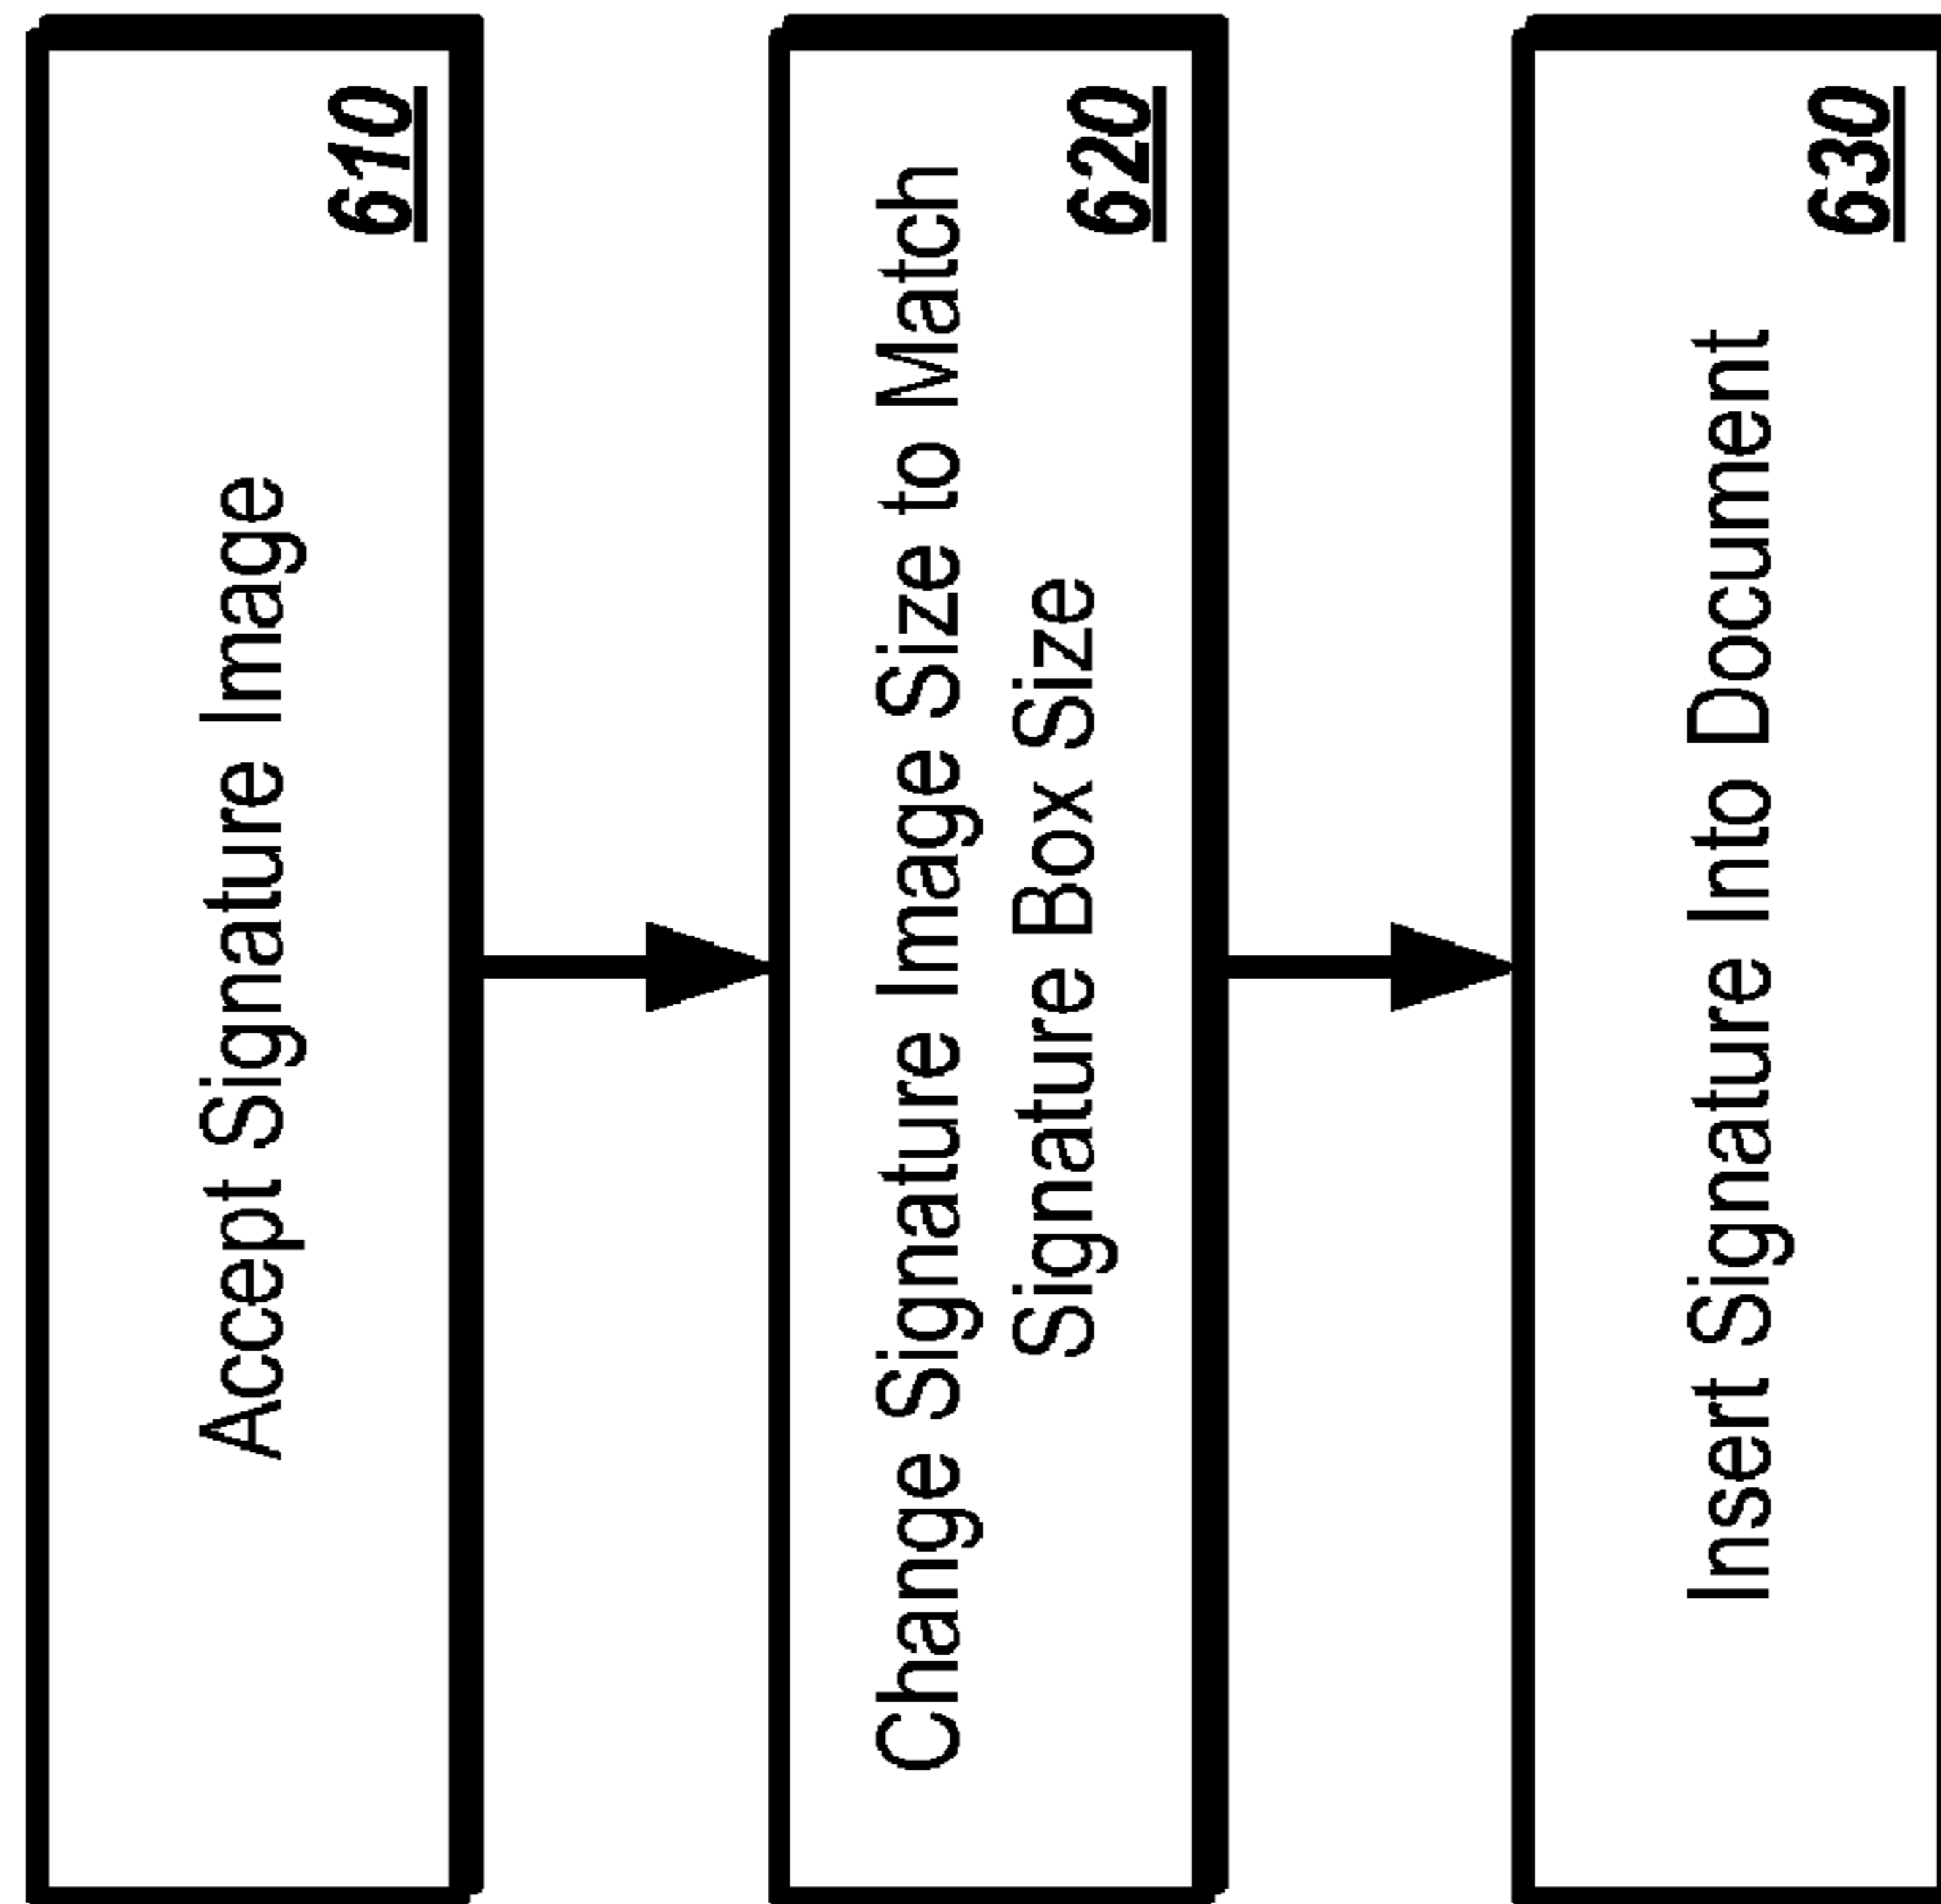 Accept Signature Image
610
Change Signature Image Size to Match
Signature Box Size
620
Insert Signature Into Document
630